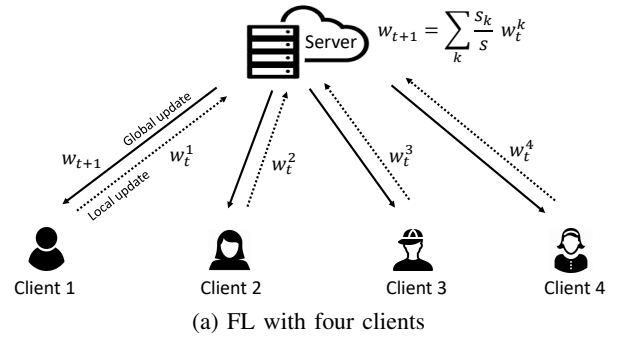 Server
w_{t+1} = \sum_k \frac{s_k}{s} w_t^k
Global update
w_{t+1}
w_t^1
Local update
w_t^2
w_t^3
w_t^4
Client 1
Client 2
Client 3
Client 4
(a) FL with four clients